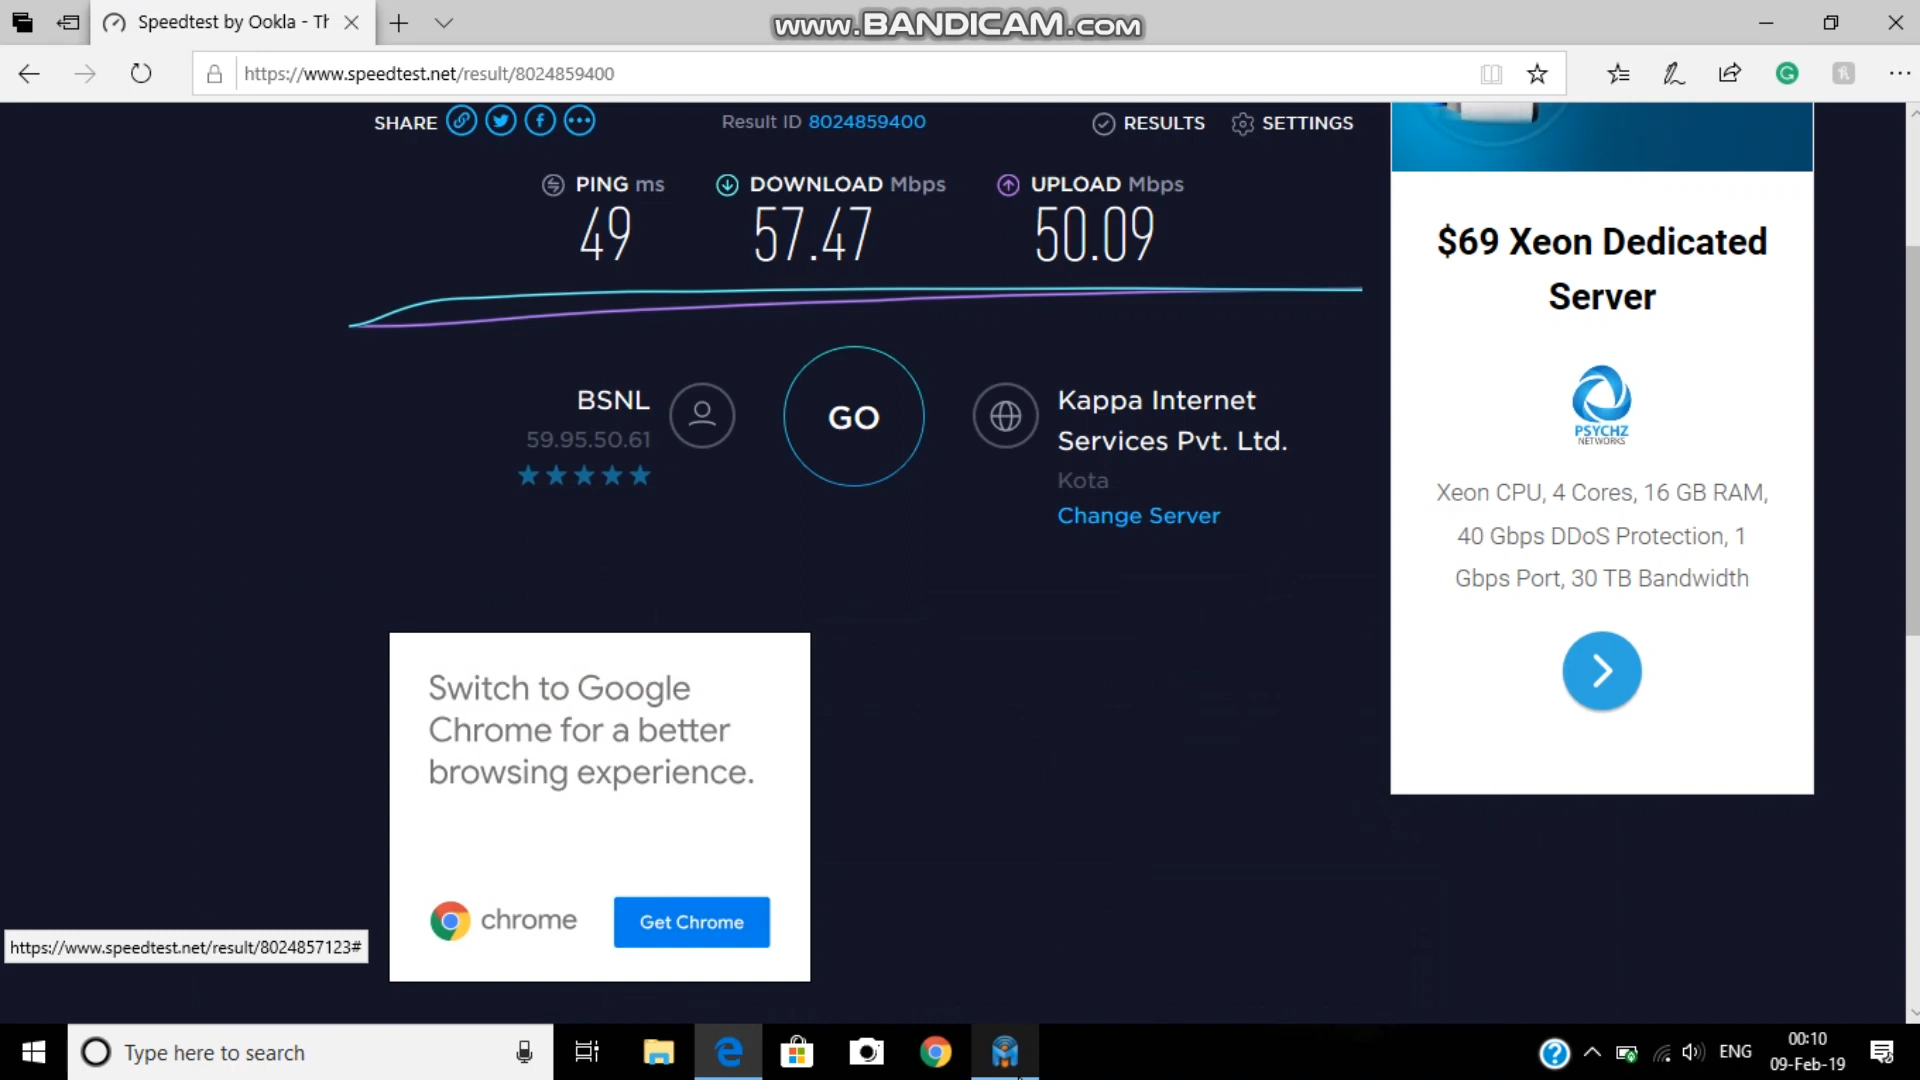 Speedtest by Ookla - Th
www.BANDICAM.com
https://www.speedtest.net/result/8024859400
SHARE
Result ID 8024859400
RESULTS
SETTINGS
PING ms
DOWNLOAD Mbps
UPLOAD Mbps
49
57.47
50.09
BSNL
59.95.50.61
GO
Kappa Internet
Services Pvt. Ltd.
Kota
Change Server
$69 Xeon Dedicated
Server
PSYCHZ
NETWORKS
Xeon CPU, 4 Cores, 16 GB RAM,
40 Gbps DDoS Protection, 1
Gbps Port, 30 TB Bandwidth
Switch to Google
Chrome for a better
browsing experience.
chrome
Get Chrome
https://www.speedtest.net/result/8024857123#
Type here to search
ENG
00:10
09-Feb-19